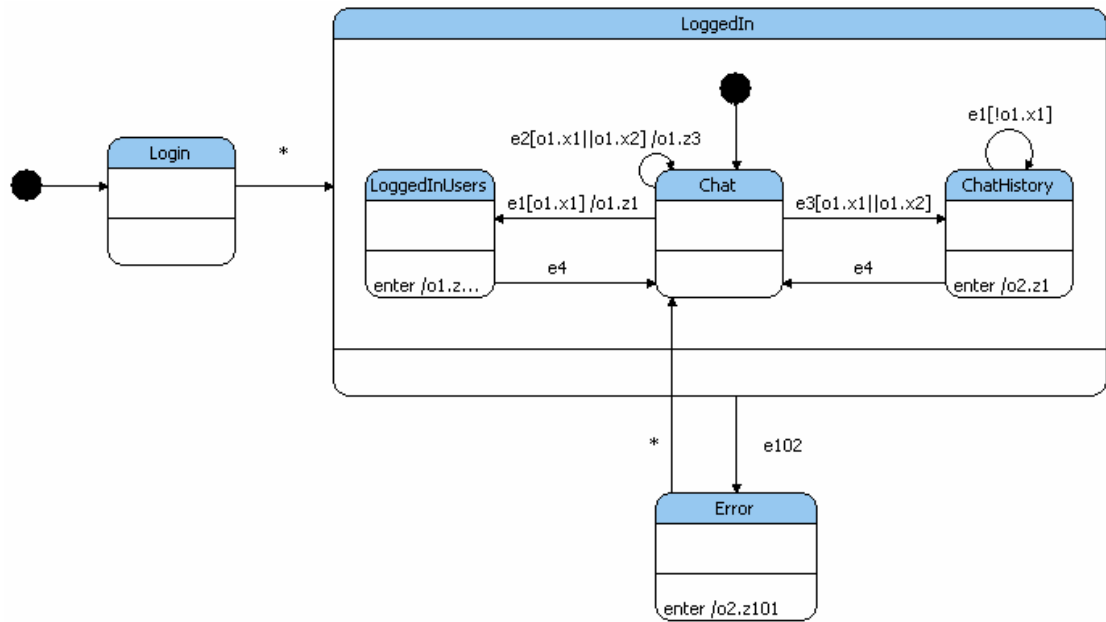 LoggedIn
Login
*
e2[o1.x1||o1.x2] /o1.z3
e1[!o1.x1]
LoggedInUsers
Chat
ChatHistory
e1[o1.x1] /o1.z1
e3[o1.x1||o1.x2]
e4
e4
enter /o1.z...
enter /o2.z1
*
e102
Error
enter /o2.z101